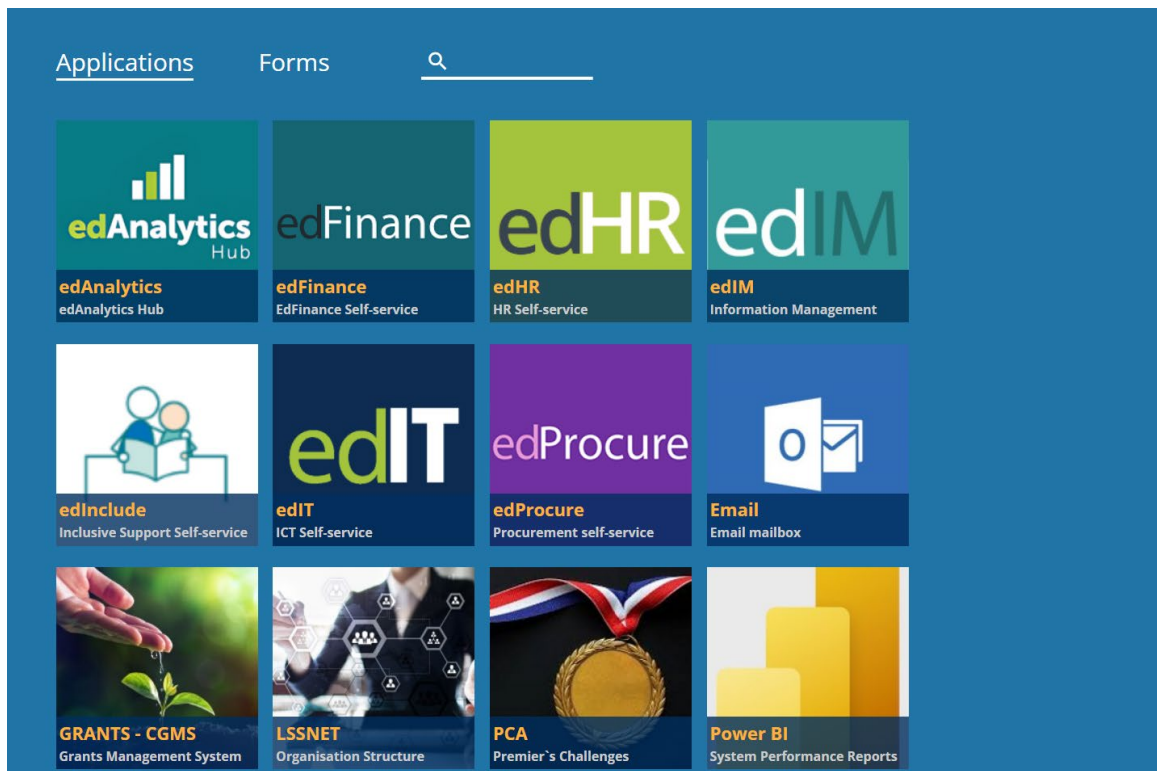 Applications Forms
edAnalytics
Hub
edAnalytics
edAnalytics Hub
edFinance
edFinance
EdFinance Self-service
edHR
edHR
HR Self-service
edIM
edIM
Information Management
edInclude
Inclusive Support Self-service
edIT
edIT
ICT Self-service
edProcure
edProcure
Procurement self-service
O
Email
Email mailbox
GRANTS - CGMS
Grants Management System
LSSNET
Organisation Structure
PCA
Premier`s Challenges
Power BI
System Performance Reports